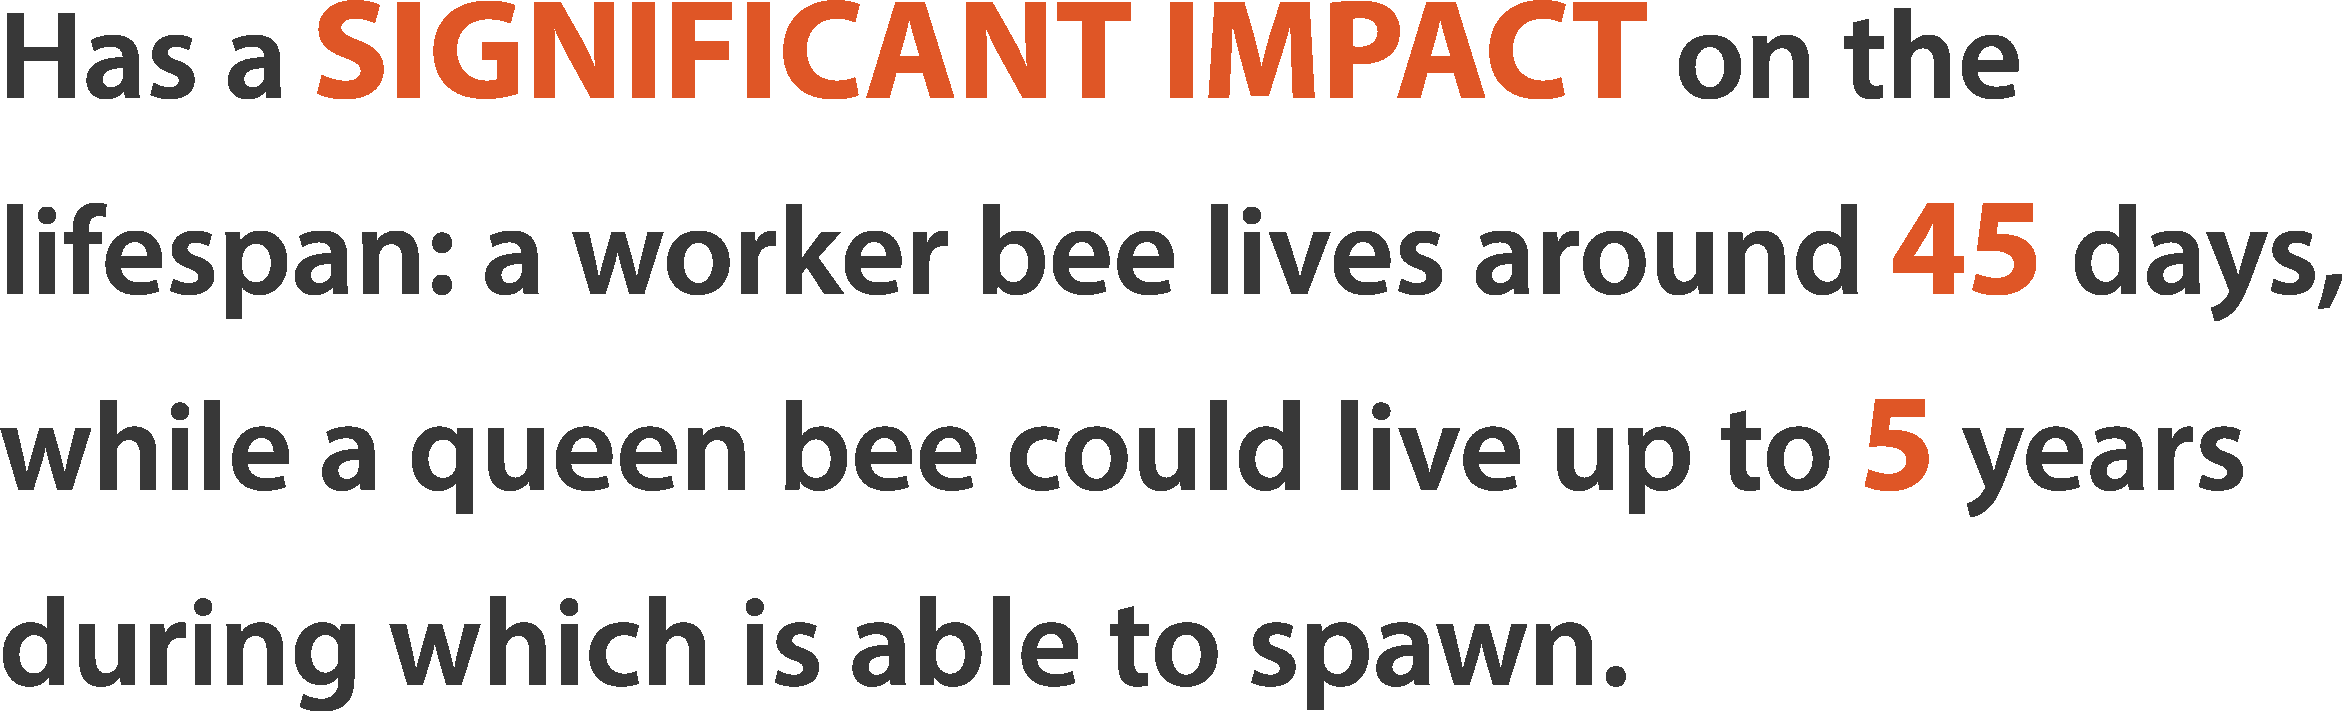 Has a SIGNIFICANT IMPACT on the
lifespan: a worker bee lives around 45 days,
while a queen bee could live up to 5 years
during which is able to spawn.